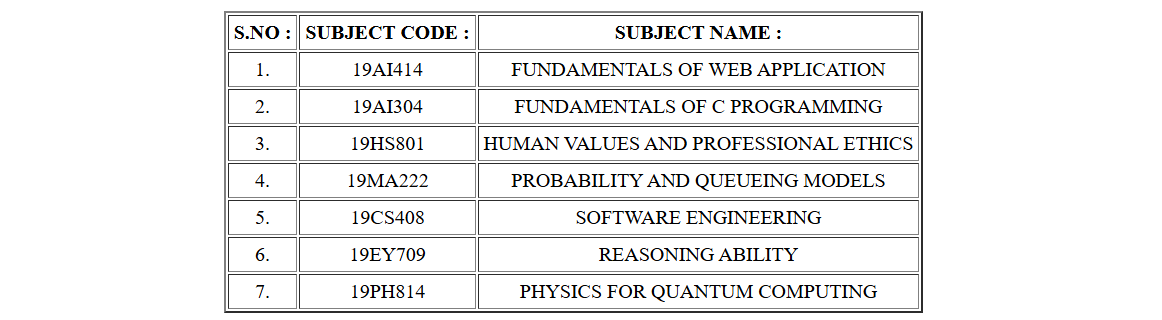 S.NO : SUBJECT CODE : SUBJECT NAME :
1. 19AI414 FUNDAMENTALS OF WEB APPLICATION
2. 19AI304 FUNDAMENTALS OF C PROGRAMMING
3. 19HS801 HUMAN VALUES AND PROFESSIONAL ETHICS
4. 19MA222 PROBABILITY AND QUEUEING MODELS
5. 19CS408 SOFTWARE ENGINEERING
6. 19EY709 REASONING ABILITY
7. 19PH814 PHYSICS FOR QUANTUM COMPUTING